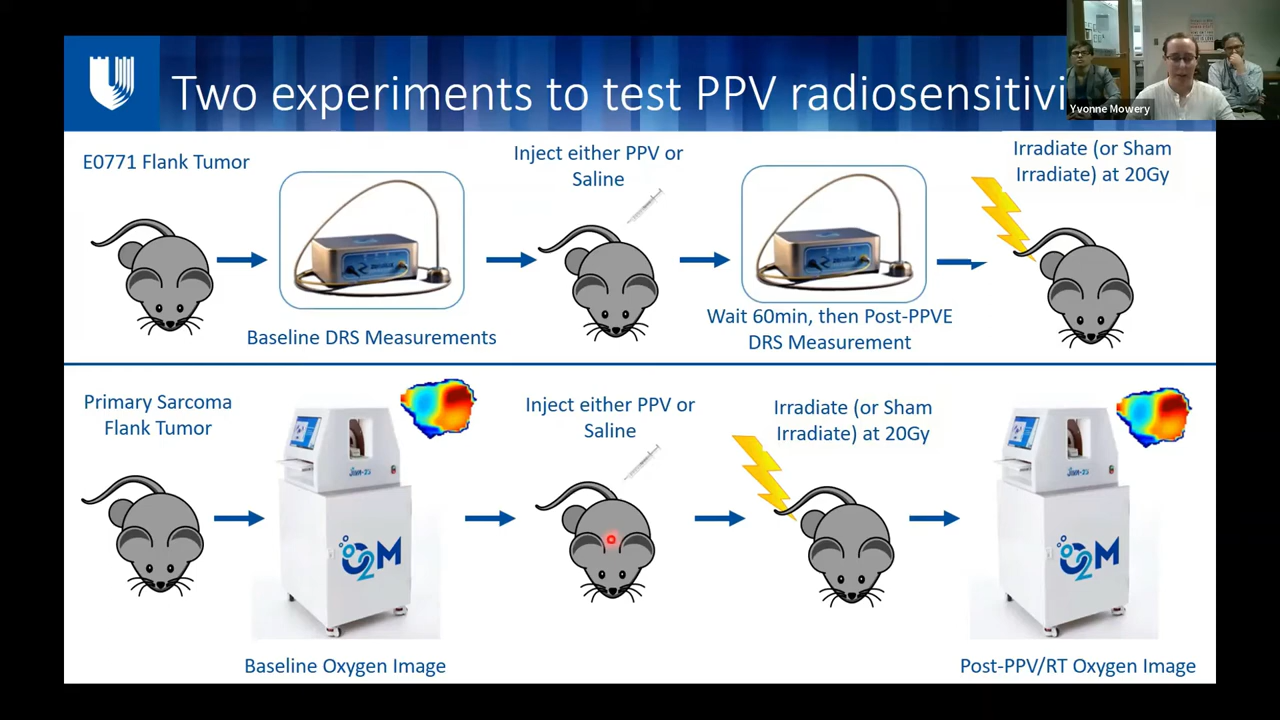 Two experiments to test PPV radiosensitivi
Yvonne Mowery
E0771 Flank Tumor
Inject either PPV or
Saline
Irradiate (or Sham
Irradiate) at 20Gy
Baseline DRS Measurements
Wait 60min, then Post-PPVE
DRS Measurement
Primary Sarcoma
Flank Tumor
Inject either PPV or
Saline
Irradiate (or Sham
Irradiate) at 20Gy
O2M
O2M
Baseline Oxygen Image
Post-PPV/RT Oxygen Image